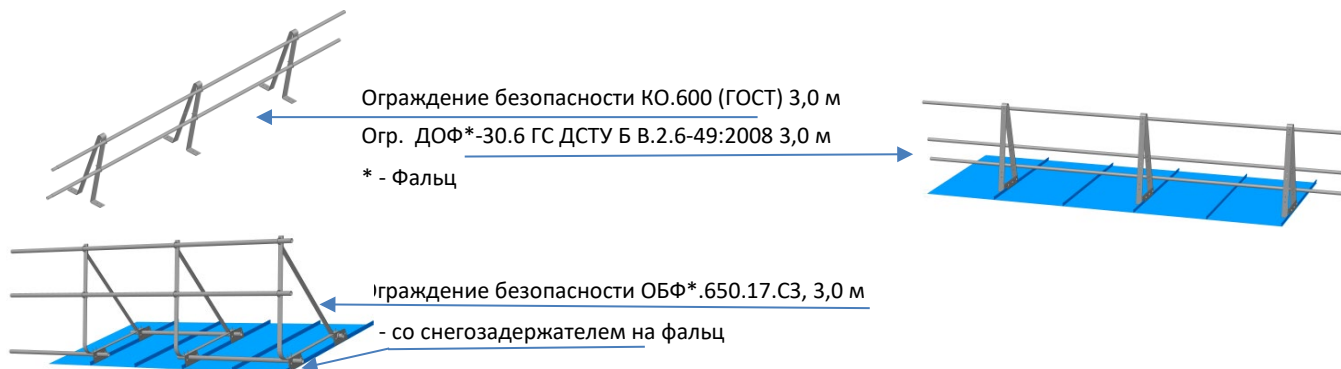 Ограждение безопасности КО.600 (ГОСТ) 3,0 м
Огр. ДОФ*-30.6 ГС ДСТУ Б В.2.6-49:2008 3,0 м
* - Фальц
граждение безопасности ОБФ*.650.17.СЗ, 3,0 м
- со снегозадержателем на фальц